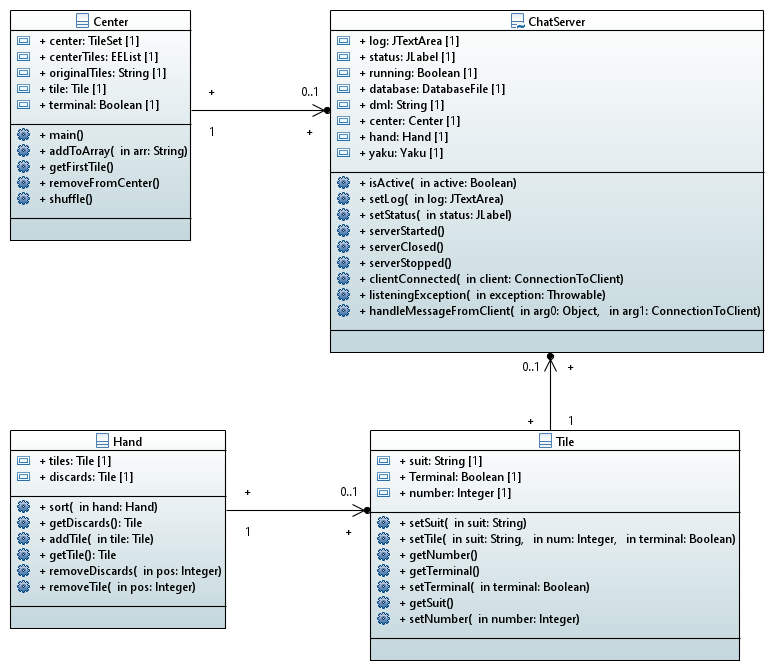 Center
+ center: TileSet [1]
+ centerTiles: EEList [1]
+ originalTiles: String [1]
+ tile: Tile [1]
+ terminal: Boolean [1]
+ main()
+ addToArray( in arr: String)
+ getFirstTile()
+ removeFromCenter()
+ shuffle()
+
0..1
1
+
ChatServer
+ log: JTextArea [1]
+ status: JLabel [1]
+ running: Boolean [1]
+ database: DatabaseFile [1]
+ dml: String [1]
+ center: Center [1]
+ hand: Hand [1]
+ yaku: Yaku [1]
+ isActive( in active: Boolean)
+ setLog( in log: JTextArea)
+ setStatus( in status: JLabel)
+ serverStarted()
+ serverClosed()
+ serverStopped()
+ clientConnected( in client: ConnectionToClient)
+ listeningException( in exception: Throwable)
+ handleMessageFromClient( in arg0: Object, in arg1: ConnectionToClient)
0..1
+
+
1
Hand
+ tiles: Tile [1]
+ discards: Tile [1]
+ sort( in hand: Hand)
+ getDiscards(): Tile
+ addTile( in tile: Tile)
+ getTile(): Tile
+ removeDiscards( in pos: Integer)
+ removeTile( in pos: Integer)
+
0..1
1
+
Tile
+ suit: String [1]
+ Terminal: Boolean [1]
+ number: Integer [1]
+ setSuit( in suit: String)
+ setTile( in suit: String, in num: Integer, in terminal: Boolean)
+ getNumber()
+ getTerminal()
+ setTerminal( in terminal: Boolean)
+ getSuit()
+ setNumber( in number: Integer)